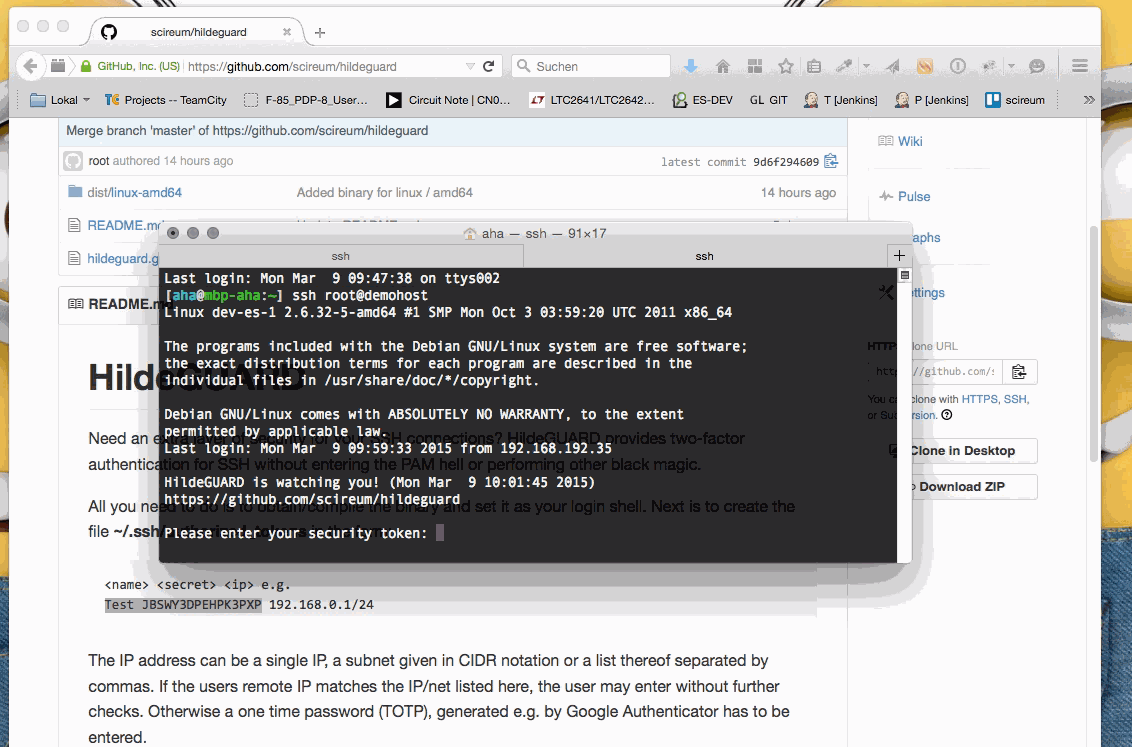 scireum/hildeguard
GitHub, Inc. (US) https://github.com/scireum/hildeguard
Suchen
Lokal
Projects -- TeamCity
F-85_PDP-8_User...
Circuit Note | CN0...
LTC2641/LTC2642...
ES-DEV
GL GIT
T [Jenkins]
P [Jenkins]
scireum
Merge branch 'master' of https://github.com/scireum/hildeguard
root authored 14 hours ago
latest commit 9d6f294609
dist/linux-amd64
Added binary for linux / amd64
14 hours ago
README.md
hildeguard.g
README.m
Wiki
Pulse
aphs
ettings
HTTPS clone URL
https://github.com/s
You can clone with HTTPS, SSH,
or Subversion.
Clone in Desktop
Download ZIP
aha — ssh — 91×17
ssh
ssh
Last login: Mon Mar  9 09:47:38 on ttys002
[aha@mbp-aha:~] ssh root@demohost
Linux dev-es-1 2.6.32-5-amd64 #1 SMP Mon Oct 3 03:59:20 UTC 2011 x86_64
The programs included with the Debian GNU/Linux system are free software;
the exact distribution terms for each program are described in the
individual files in /usr/share/doc/*/copyright.
Debian GNU/Linux comes with ABSOLUTELY NO WARRANTY, to the extent
permitted by applicable law.
Last login: Mon Mar  9 09:59:33 2015 from 192.168.192.35
HildeGUARD is watching you! (Mon Mar  9 10:01:45 2015)
https://github.com/scireum/hildeguard
Please enter your security token:
HildeGUARD
Need an extra layer of security for your SSH connections? HildeGUARD provides two-factor
authentication for SSH without entering the PAM hell or performing other black magic.
All you need to do is to obtain/compile the binary and set it as your login shell. Next is to create the
file ~/.ssh/
<name> <secret> <ip> e.g.
Test JBSWY3DPEHPK3PXP 192.168.0.1/24
The IP address can be a single IP, a subnet given in CIDR notation or a list thereof separated by
commas. If the users remote IP matches the IP/net listed here, the user may enter without further
checks. Otherwise a one time password (TOTP), generated e.g. by Google Authenticator has to be
entered.